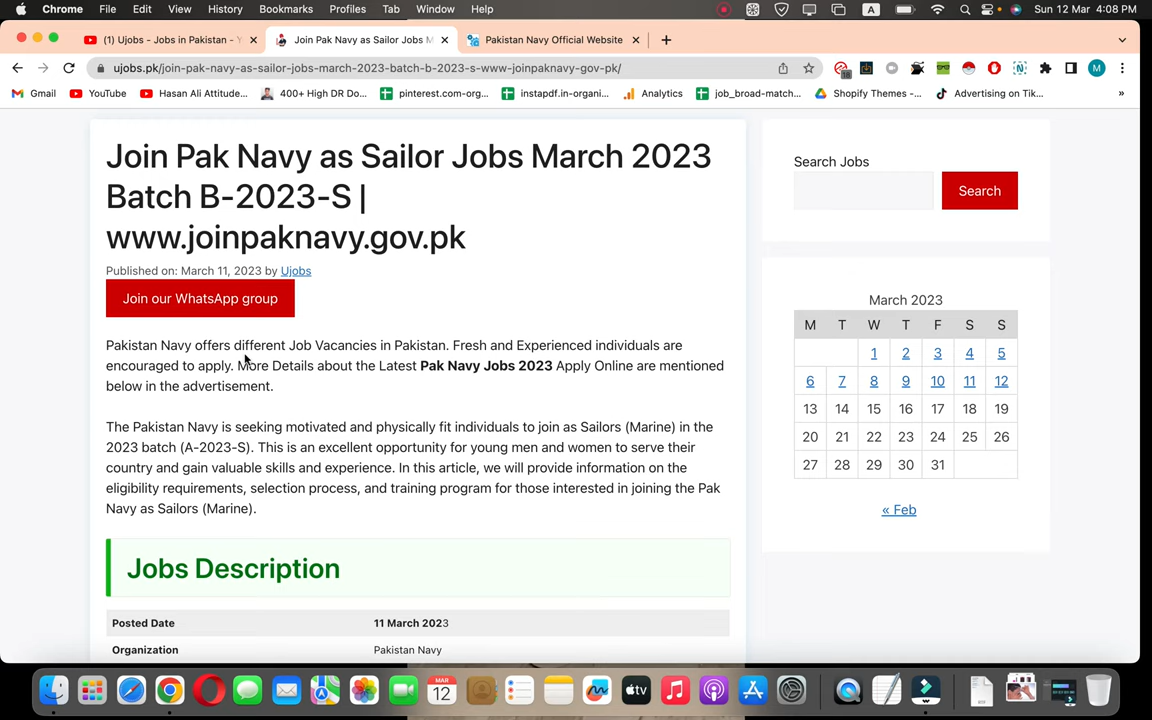 Chrome File Edit View History Bookmarks Profiles Tab Window Help
A
Sun 12 Mar 4:08 PM
(1) Ujobs - Jobs in Pakistan -
Join Pak Navy as Sailor Jobs M
Pakistan Navy Official Website
ujobs.pk/join-pak-navy-as-sailor-jobs-march-2023-batch-b-2023-s-www-joinpaknavy-gov-pk/
M
Gmail YouTube Hasan Ali Attitude... 400+ High DR Do... pinterest.com-org... instapdf.in-organi... Analytics job_broad-match... Shopify Themes -... Advertising on Tik... »
Join Pak Navy as Sailor Jobs March 2023
Batch B-2023-S |
www.joinpaknavy.gov.pk
Published on: March 11, 2023 by Ujobs
Join our WhatsApp group
Pakistan Navy offers different Job Vacancies in Pakistan. Fresh and Experienced individuals are
encouraged to apply. More Details about the Latest Pak Navy Jobs 2023 Apply Online are mentioned
below in the advertisement.
The Pakistan Navy is seeking motivated and physically fit individuals to join as Sailors (Marine) in the
2023 batch (A-2023-S). This is an excellent opportunity for young men and women to serve their
country and gain valuable skills and experience. In this article, we will provide information on the
eligibility requirements, selection process, and training program for those interested in joining the Pak
Navy as Sailors (Marine).
Jobs Description
Posted Date 11 March 2023
Organization Pakistan Navy
Search Jobs
Search
March 2023
M T W T F S S
1 2 3 4 5
6 7 8 9 10 11 12
13 14 15 16 17 18 19
20 21 22 23 24 25 26
27 28 29 30 31
« Feb
MAR
12
tv